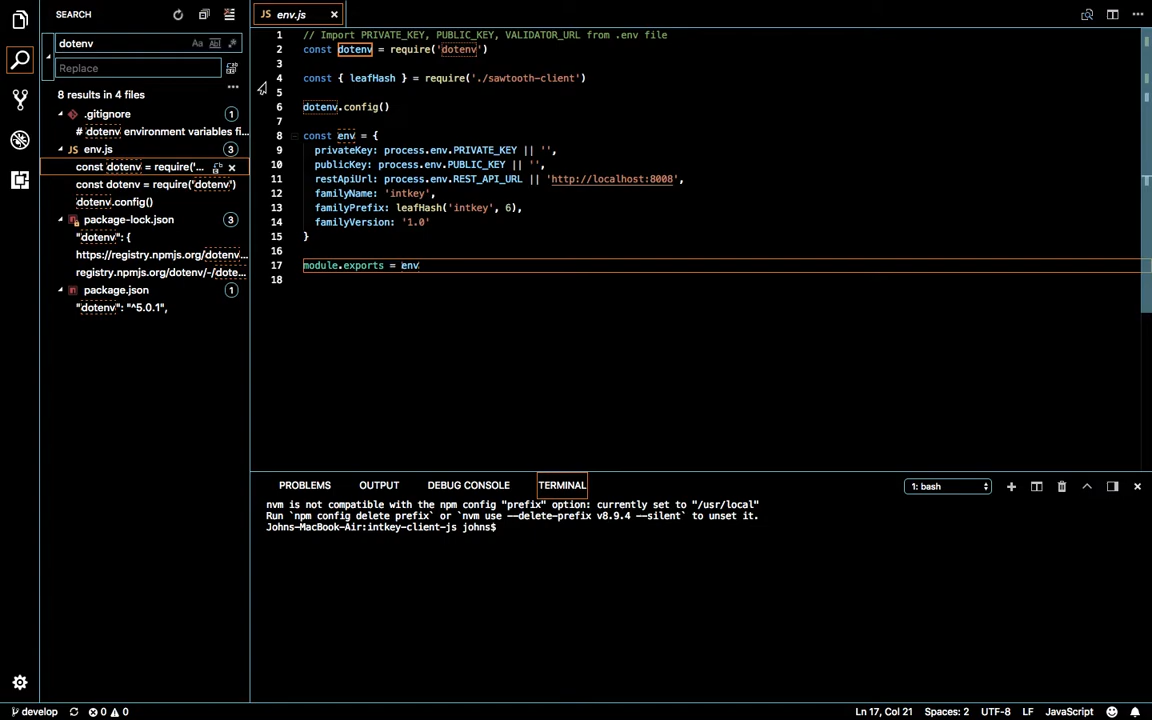 SEARCH
dotenv
Aa Abl .*
Replace
8 results in 4 files
.gitignore 1
# dotenv environment variables fi...
JS env.js 3
const dotenv = require('...
const dotenv = require('dotenv')
dotenv.config()
package-lock.json 3
"dotenv": {
https://registry.npmjs.org/dotenv...
registry.npmjs.org/dotenv/-/dote...
package.json 1
"dotenv": "^5.0.1",
JS env.js
1 // Import PRIVATE_KEY, PUBLIC_KEY, VALIDATOR_URL from .env file
2 const dotenv = require('dotenv')
3
4 const { leafHash } = require('./sawtooth-client')
5
6 dotenv.config()
7
8 const env = {
9 privateKey: process.env.PRIVATE_KEY || '',
10 publicKey: process.env.PUBLIC_KEY || '',
11 restApiUrl: process.env.REST_API_URL || 'http://localhost:8008',
12 familyName: 'intkey',
13 familyPrefix: leafHash('intkey', 6),
14 familyVersion: '1.0'
15 }
16
17 module.exports = env
18
PROBLEMS OUTPUT DEBUG CONSOLE TERMINAL 1: bash
nvm is not compatible with the npm config "prefix" option: currently set to "/usr/local"
Run `npm config delete prefix` or `nvm use --delete-prefix v8.9.4 --silent` to unset it.
Johns-MacBook-Air:intkey-client-js johns$
develop 0 0 Ln 17, Col 21 Spaces: 2 UTF-8 LF JavaScript